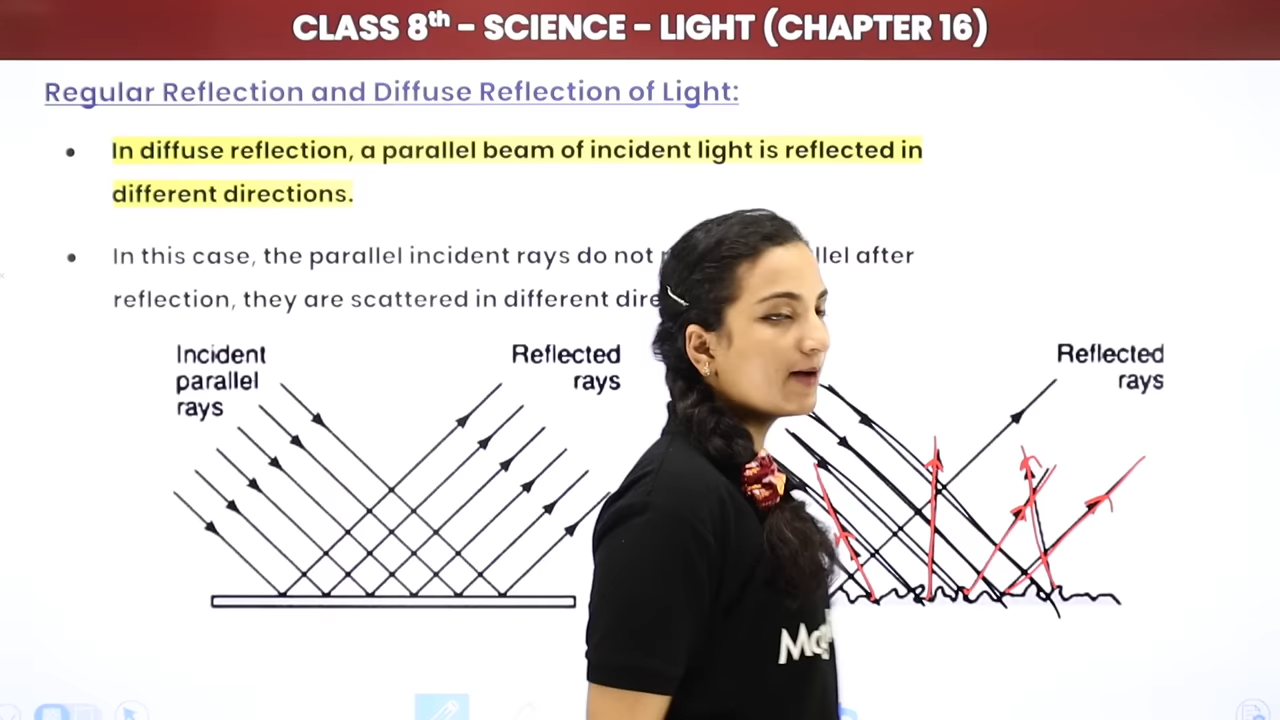 CLASS 8th - SCIENCE - LIGHT (CHAPTER 16)
Regular Reflection and Diffuse Reflection of Light:
• In diffuse reflection, a parallel beam of incident light is reflected in
different directions.
• In this case, the parallel incident rays do not after
reflection, they are scattered in different
Incident
parallel
rays
Reflected
rays
Reflected
rays